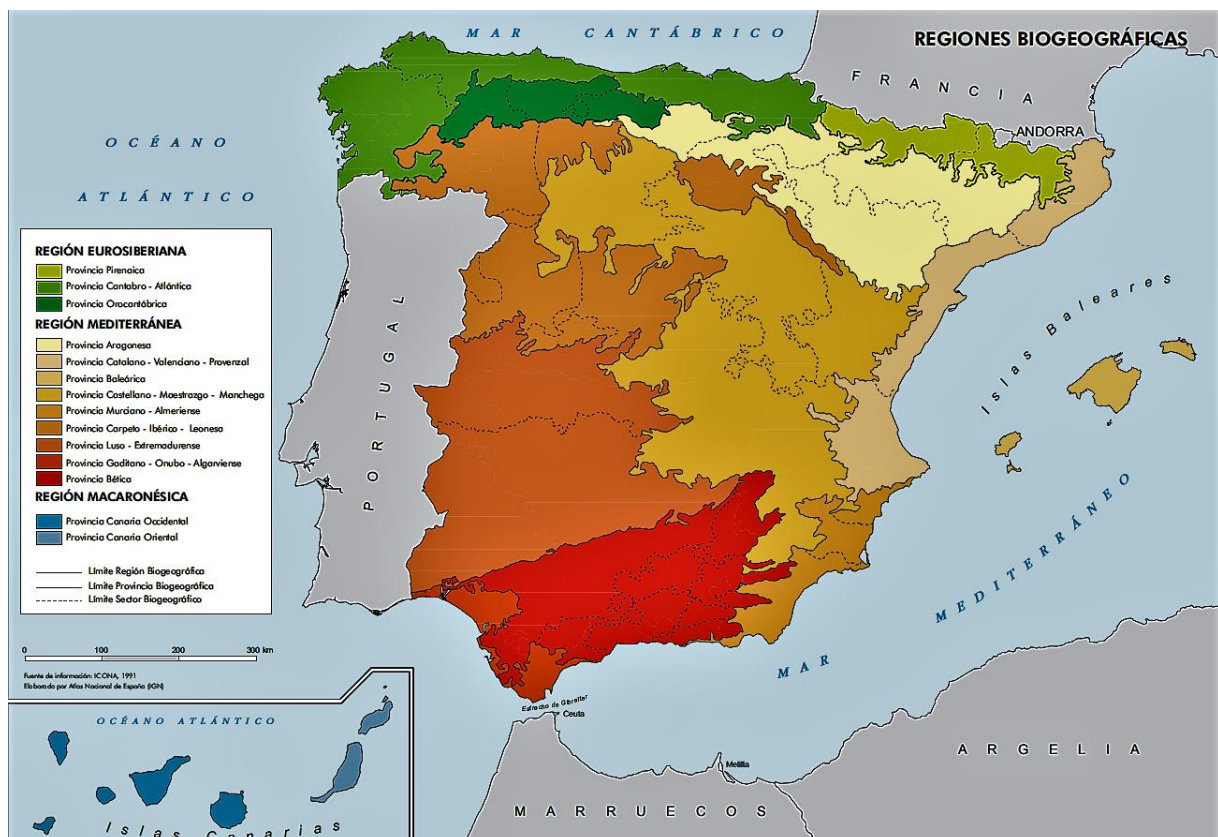 REGIONES BIOGEOGRÁFICAS
MAR CANTÁBRICO
FRANCIA
ANDORRA
OCÉANO
ATLÁNTICO
PORTUGAL
Islas Baleares
MAR MEDITERRÁNEO
REGIÓN EUROSIBERIANA
Provincia Pirenaica
Provincia Cantabro - Atlántica
Provincia Orocantábrica
REGIÓN MEDITERRÁNEA
Provincia Aragonesa
Provincia Catalano - Valenciano - Provenzal
Provincia Baleárica
Provincia Castellano - Maestrazgo - Manchega
Provincia Murciano - Almeriense
Provincia Carpeto - Ibérico - Leonesa
Provincia Luso - Extremadurense
Provincia Gaditano - Onubo - Algarviense
Provincia Bética
REGIÓN MACARONÉSICA
Provincia Canaria Occidental
Provincia Canaria Oriental
Límite Región Biogeográfica
Límite Provincia Biogeográfica
Límite Sector Biogeográfico
0 100 200 300 km
Fuente de información: ICONA, 1991
Elaborado por Atlas Nacional de España (IGN)
Estrecho de Gibraltar
Ceuta
Melilla
MARRUECOS
ARGELIA
OCÉANO ATLÁNTICO
Islas Canarias